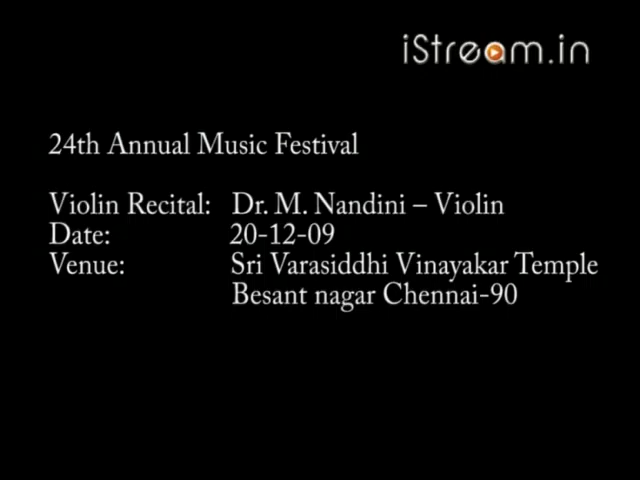 iStream.in
24th Annual Music Festival
Violin Recital: Dr. M. Nandini – Violin
Date: 20-12-09
Venue: Sri Varasiddhi Vinayakar Temple
Besant nagar Chennai-90